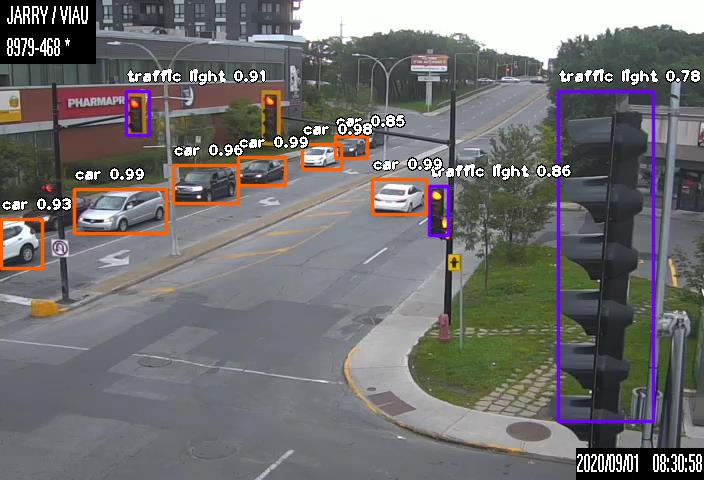 JARRY / VIAU
8979-468 *
traffic light 0.91
traffic light 0.78
PHARMAPR
car 0.85
car 0.98
car 0.99
car 0.96
car 0.99
car 0.99
traffic light 0.86
car 0.93
2020/09/01 08:30:58